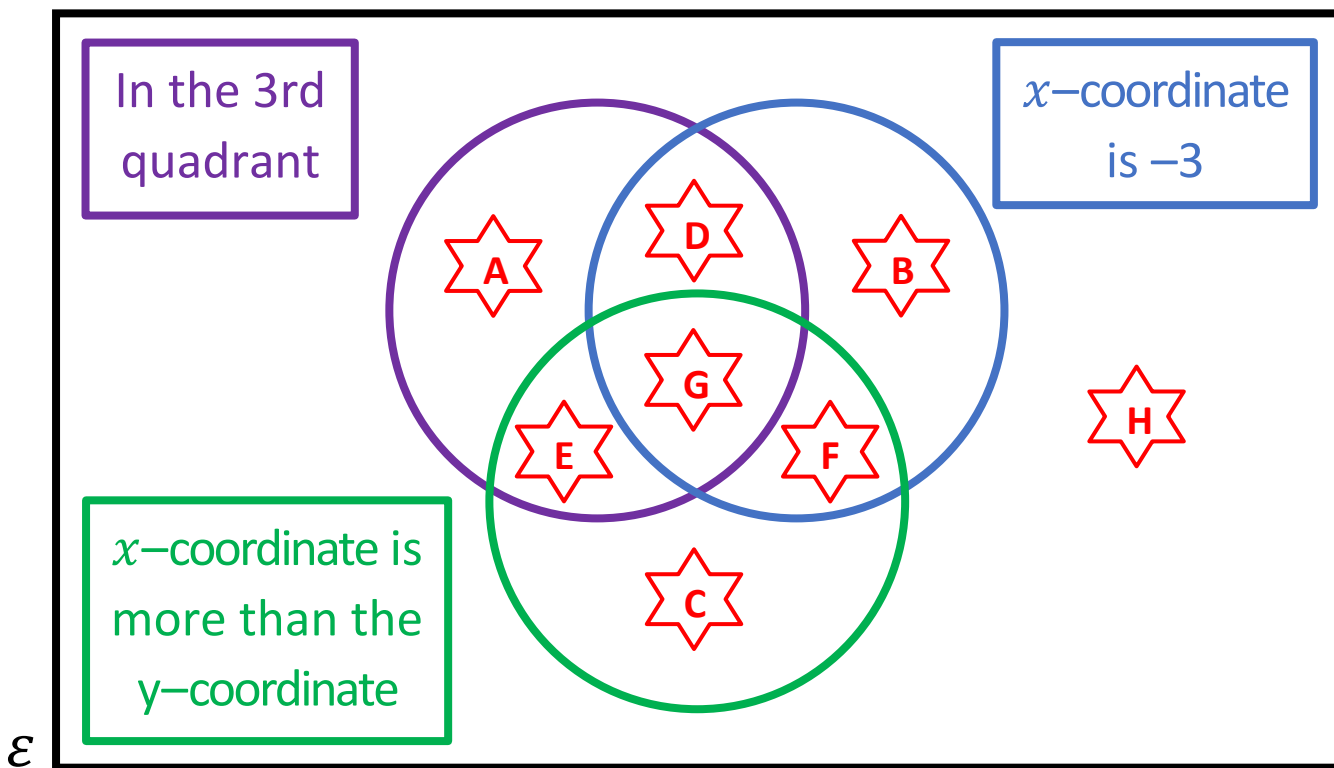 In the 3rd
quadrant
𝑥–coordinate
is –3
A
D
B
G
H
E
F
𝑥–coordinate is
more than the
y–coordinate
C
ε